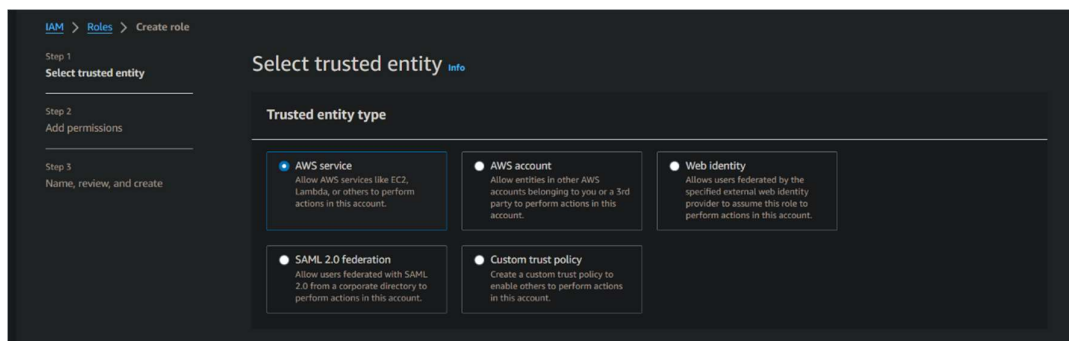 IAM > Roles > Create role
Step 1
Select trusted entity
Step 2
Add permissions
Step 3
Name, review, and create
Select trusted entity Info
Trusted entity type
AWS service
Allow AWS services like EC2,
Lambda, or others to perform
actions in this account.
AWS account
Allow entities in other AWS
accounts belonging to you or a 3rd
party to perform actions in this
account.
Web identity
Allows users federated by the
specified external web identity
provider to assume this role to
perform actions in this account.
SAML 2.0 federation
Allow users federated with SAML
2.0 from a corporate directory to
perform actions in this account.
Custom trust policy
Create a custom trust policy to
enable others to perform actions
in this account.